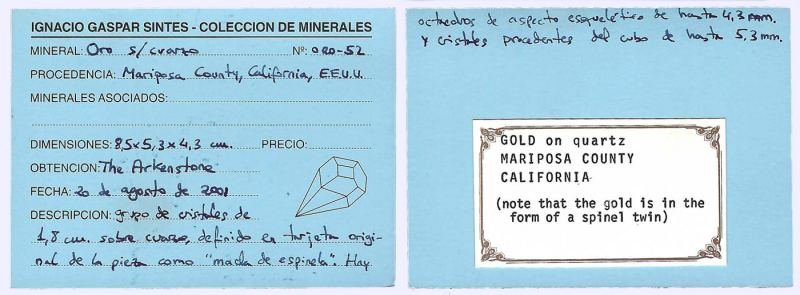 IGNACIO GASPAR SINTES - COLECCION DE MINERALES
MINERAL: Oro s/ cuarzo Nº: ORO-52
PROCEDENCIA: Mariposa County, California, E.E.U.U.
MINERALES ASOCIADOS:
DIMENSIONES: 8,5 x 5,3 x 4,3 cm. PRECIO:
OBTENCION: The Arkenstone
FECHA: 20 de agosto de 2001
DESCRIPCION: grupo de cristales de
1,8 cm. sobre cuarzo, definido en tarjeta origi-
nal de la pieza como "macla de espinela". Hay
octaedros de aspecto esquelético de hasta 4,3 mm.
y cristales procedentes del cubo de hasta 5,3 mm.
GOLD on quartz
MARIPOSA COUNTY
CALIFORNIA
(note that the gold is in the
form of a spinel twin)